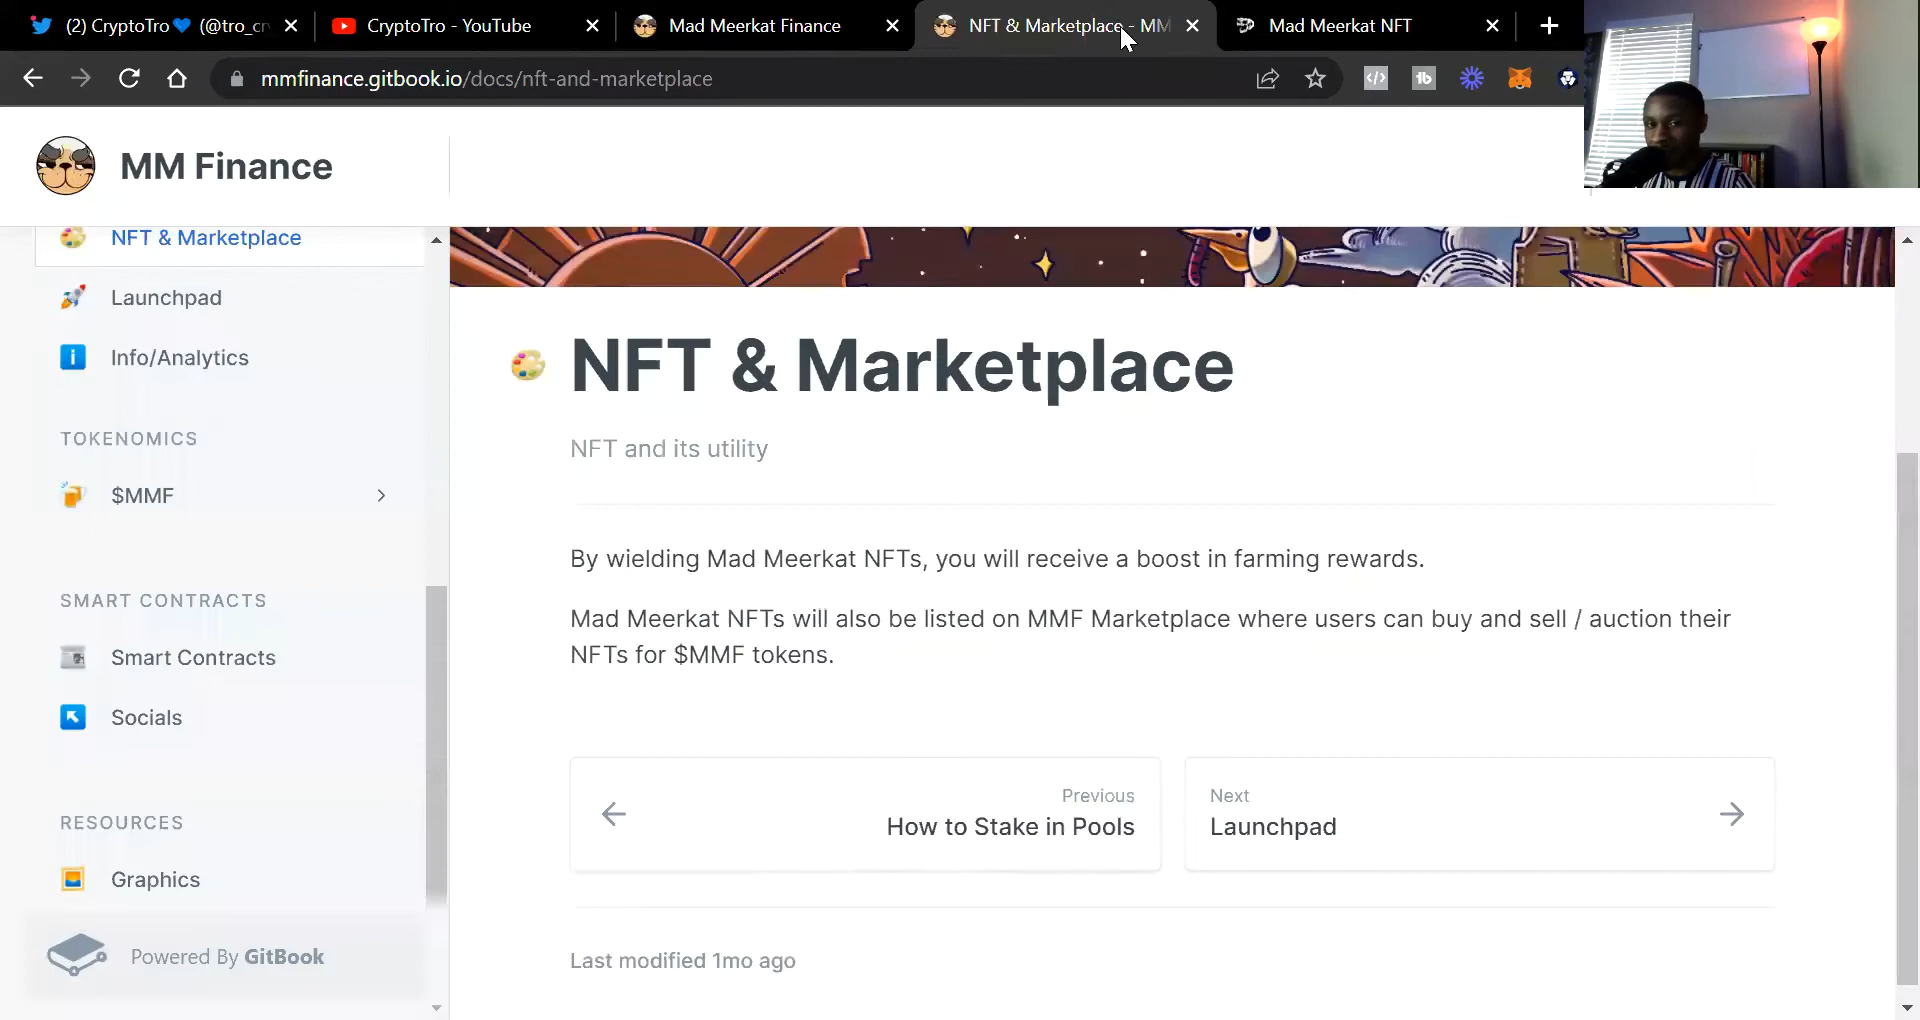 (2) CryptoTro💙 (@tro_cr
CryptoTro - YouTube
Mad Meerkat Finance
NFT & Marketplace - MM
Mad Meerkat NFT
mmfinance.gitbook.io/docs/nft-and-marketplace
</>
tb
MM Finance
NFT & Marketplace
Launchpad
Info/Analytics
TOKENOMICS
$MMF
SMART CONTRACTS
Smart Contracts
Socials
RESOURCES
Graphics
Powered By GitBook
NFT & Marketplace
NFT and its utility
By wielding Mad Meerkat NFTs, you will receive a boost in farming rewards.
Mad Meerkat NFTs will also be listed on MMF Marketplace where users can buy and sell / auction their
NFTs for $MMF tokens.
Previous
How to Stake in Pools
Next
Launchpad
Last modified 1mo ago